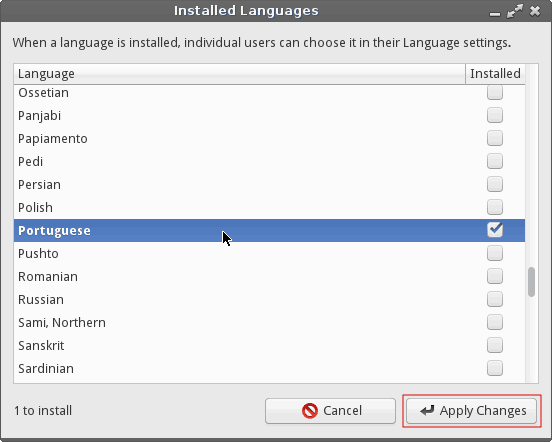 Installed Languages
When a language is installed, individual users can choose it in their Language settings.
Language Installed
Ossetian
Panjabi
Papiamento
Pedi
Persian
Polish
Portuguese
Pushto
Romanian
Russian
Sami, Northern
Sanskrit
Sardinian
1 to install Cancel Apply Changes